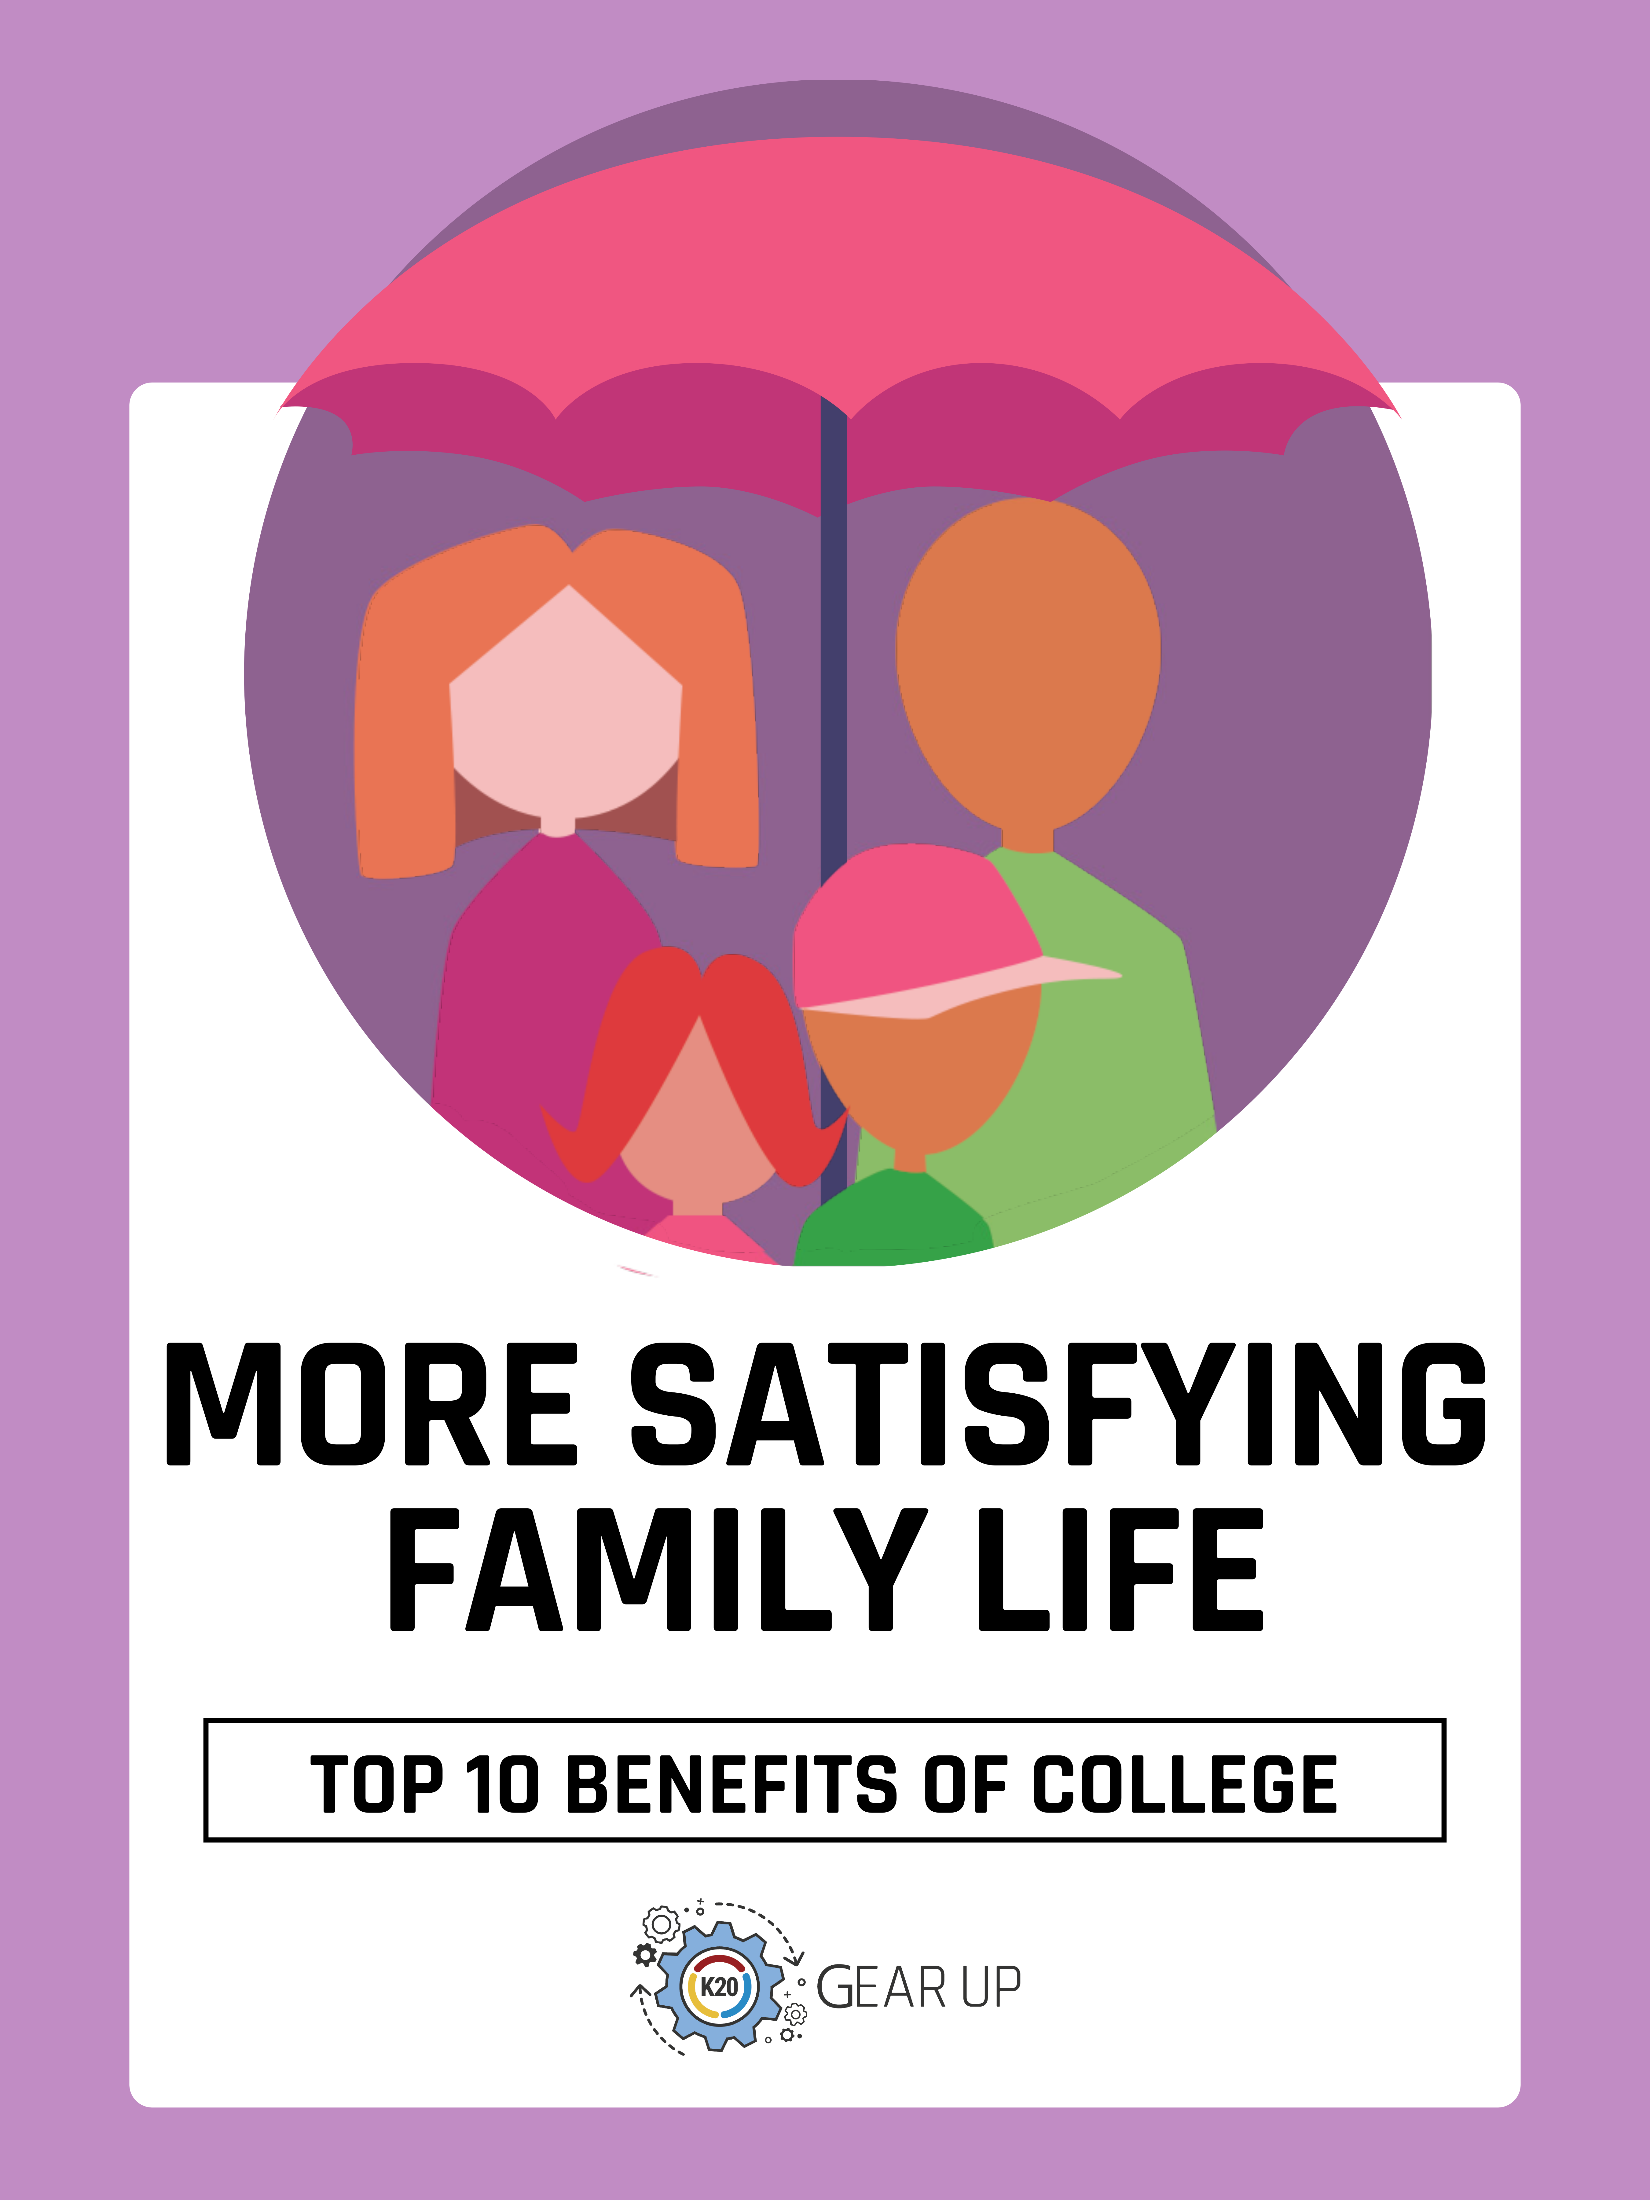 MORE SATISFYING
FAMILY LIFE
TOP 10 BENEFITS OF COLLEGE
K20
GEAR UP